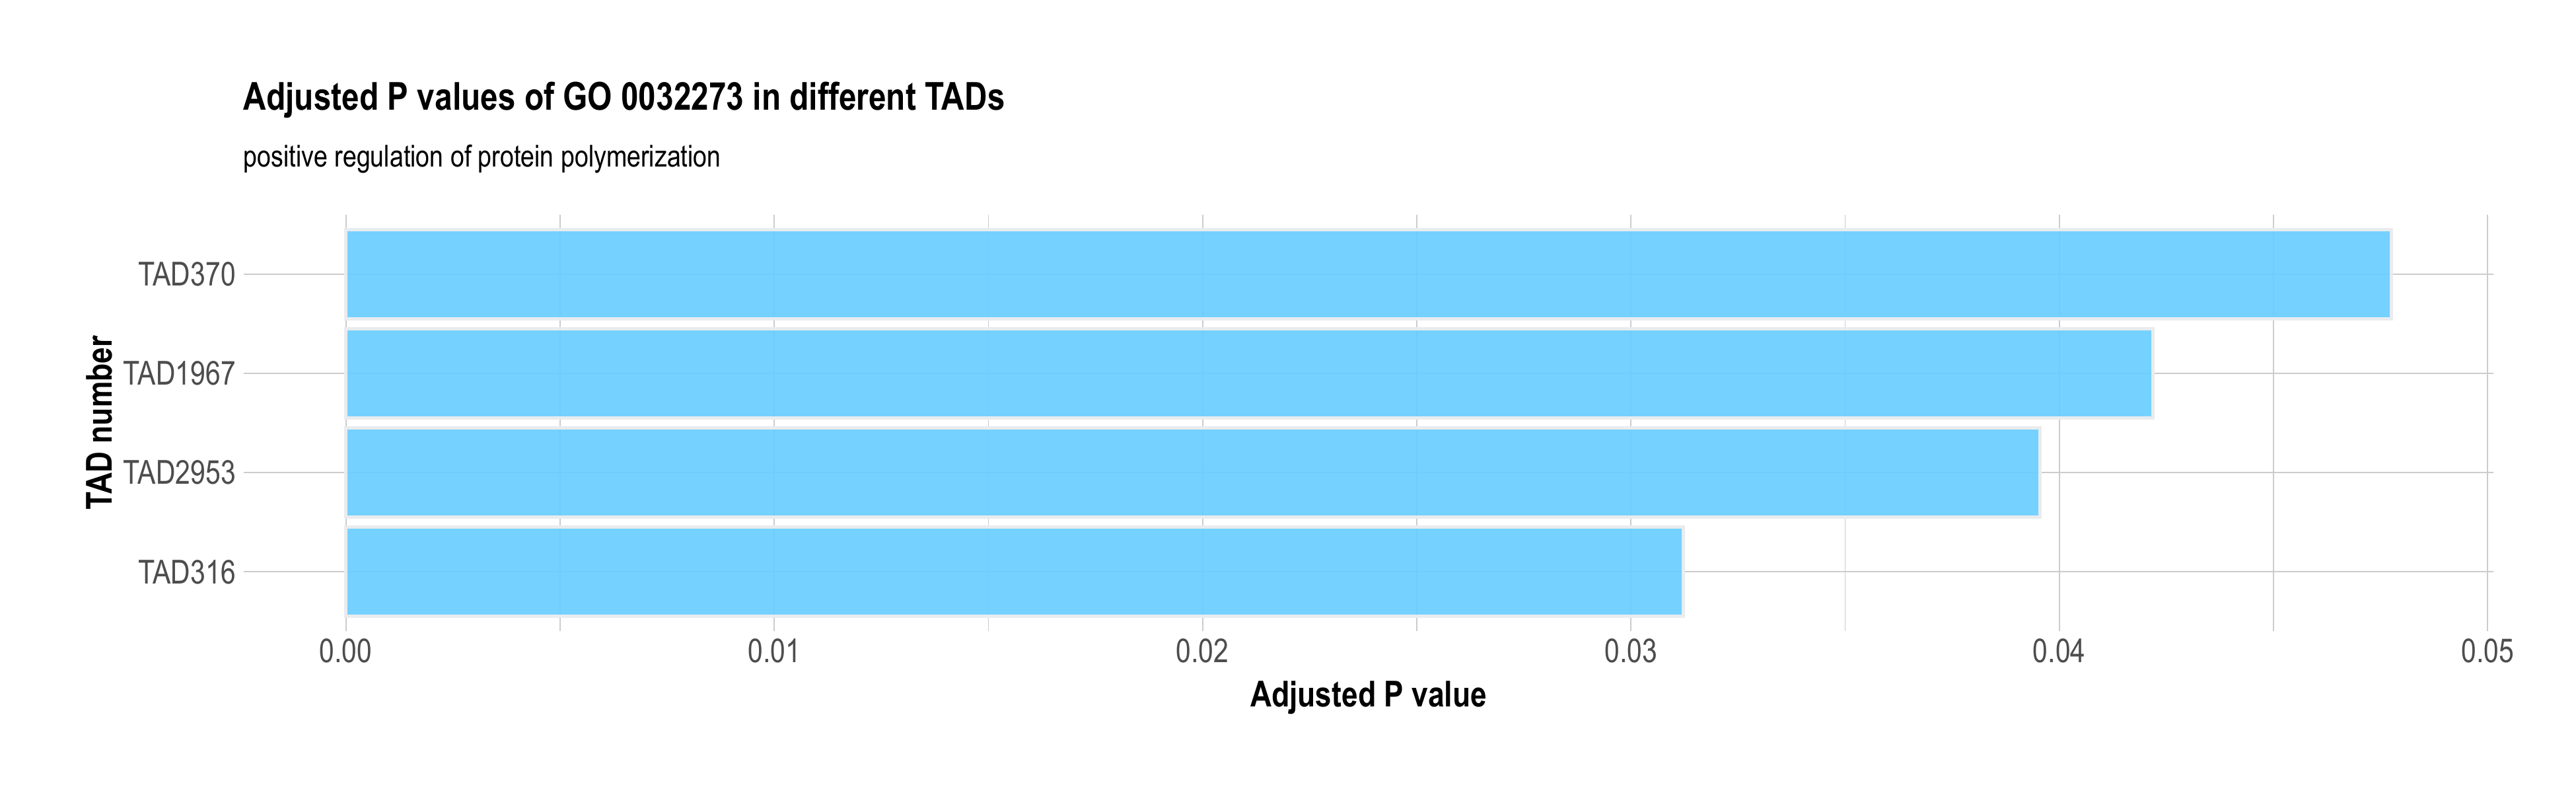 Adjusted P values of GO 0032273 in different TADs
positive regulation of protein polymerization
TAD number
TAD370
TAD1967
TAD2953
TAD316
0.00 0.01 0.02 0.03 0.04 0.05
Adjusted P value